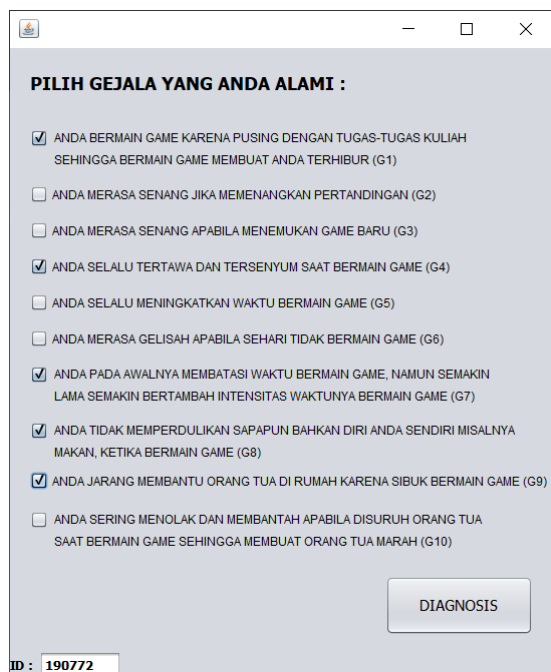 PILIH GEJALA YANG ANDA ALAMI :
ANDA BERMAIN GAME KARENA PUSING DENGAN TUGAS-TUGAS KULIAH
SEHINGGA BERMAIN GAME MEMBUAT ANDA TERHIBUR (G1)
ANDA MERASA SENANG JIKA MEMENANGKAN PERTANDINGAN (G2)
ANDA MERASA SENANG APABILA MENEMUKAN GAME BARU (G3)
ANDA SELALU TERTAWA DAN TERSENYUM SAAT BERMAIN GAME (G4)
ANDA SELALU MENINGKATKAN WAKTU BERMAIN GAME (G5)
ANDA MERASA GELISAH APABILA SEHARI TIDAK BERMAIN GAME (G6)
ANDA PADA AWALNYA MEMBATASI WAKTU BERMAIN GAME, NAMUN SEMAKIN
LAMA SEMAKIN BERTAMBAH INTENSITAS WAKTUNYA BERMAIN GAME (G7)
ANDA TIDAK MEMPERDULIKAN SAPAPUN BAHKAN DIRI ANDA SENDIRI MISALNYA
MAKAN, KETIKA BERMAIN GAME (G8)
ANDA JARANG MEMBANTU ORANG TUA DI RUMAH KARENA SIBUK BERMAIN GAME (G9)
ANDA SERING MENOLAK DAN MEMBANTAH APABILA DISURUH ORANG TUA
SAAT BERMAIN GAME SEHINGGA MEMBUAT ORANG TUA MARAH (G10)
DIAGNOSIS
ID : 190772